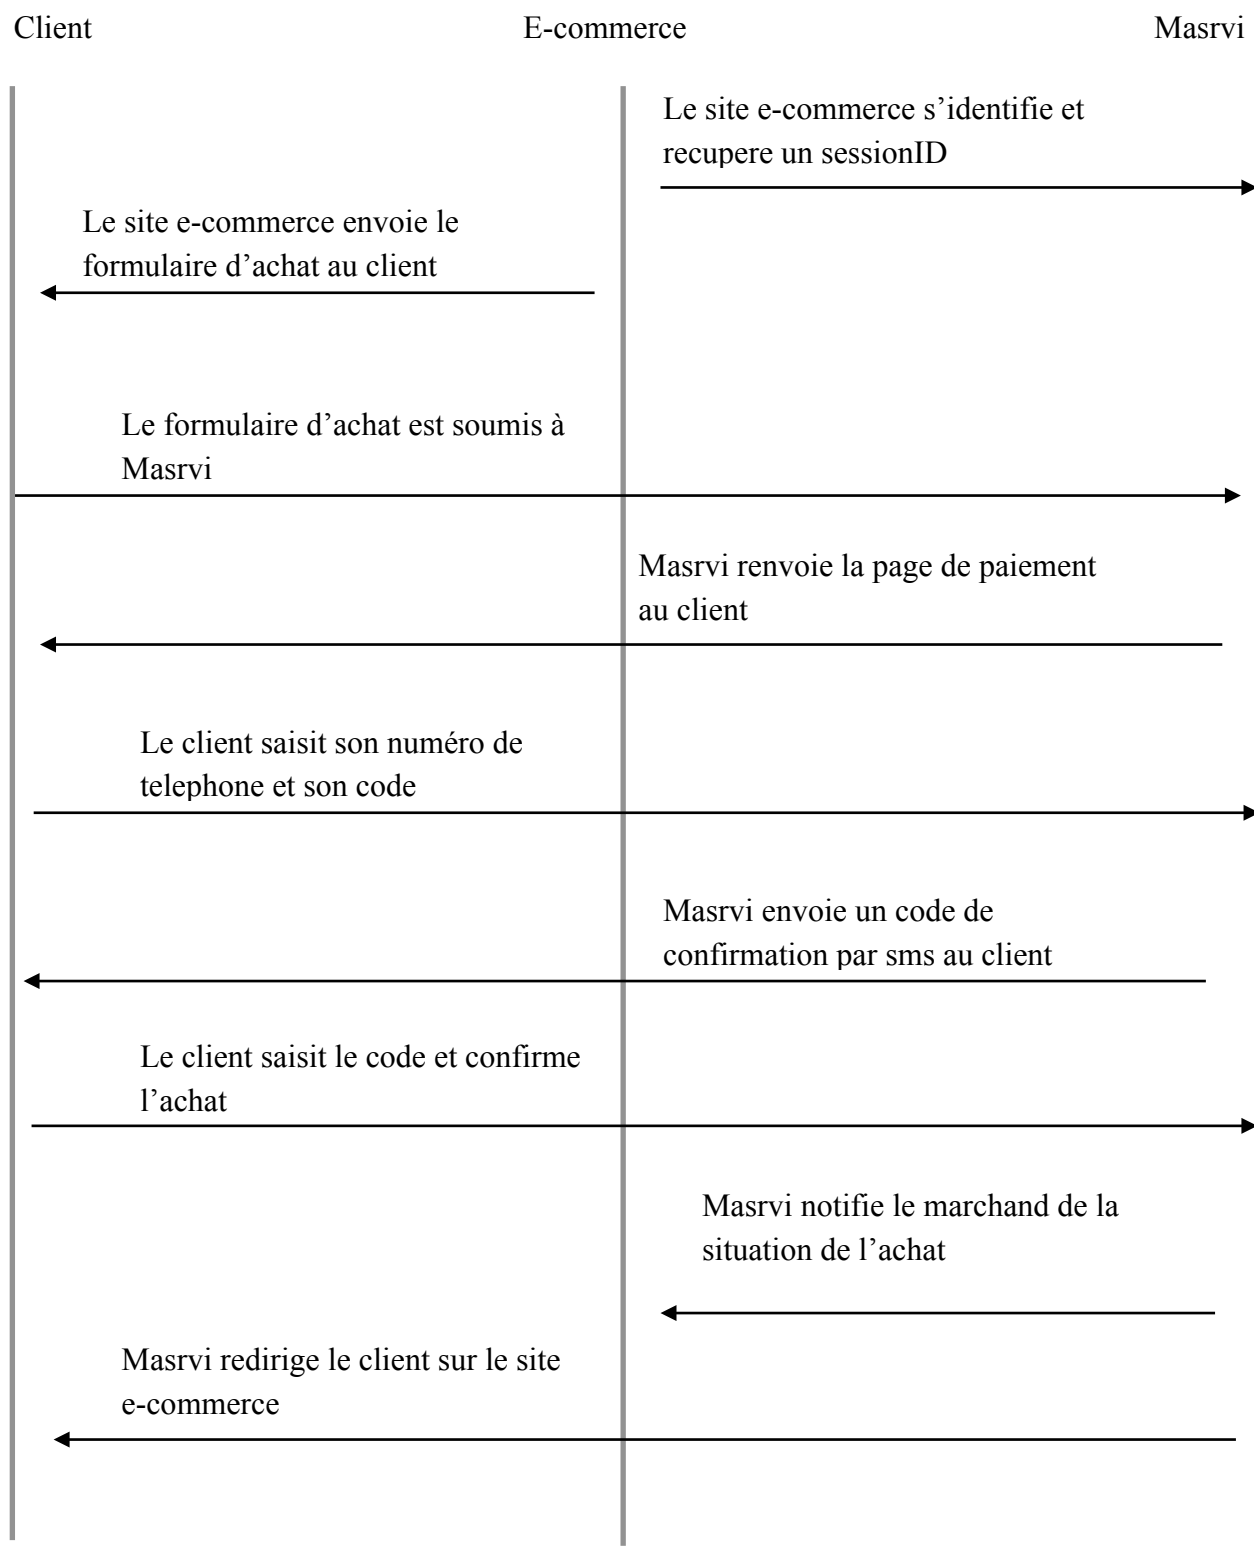 Client
E-commerce
Masrvi
Le site e-commerce s’identifie et
recupere un sessionID
Le site e-commerce envoie le
formulaire d’achat au client
Le formulaire d’achat est soumis à
Masrvi
Masrvi renvoie la page de paiement
au client
Le client saisit son numéro de
telephone et son code
Masrvi envoie un code de
confirmation par sms au client
Le client saisit le code et confirme
l’achat
Masrvi notifie le marchand de la
situation de l’achat
Masrvi redirige le client sur le site
e-commerce